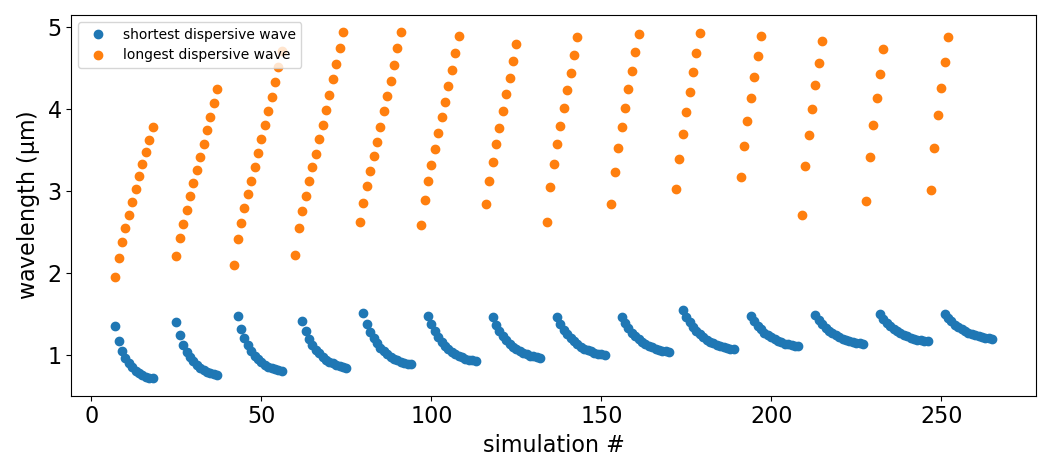 shortest dispersive wave
longest dispersive wave
5
4
3
2
1
wavelength (μm)
0
50
100
150
200
250
simulation #